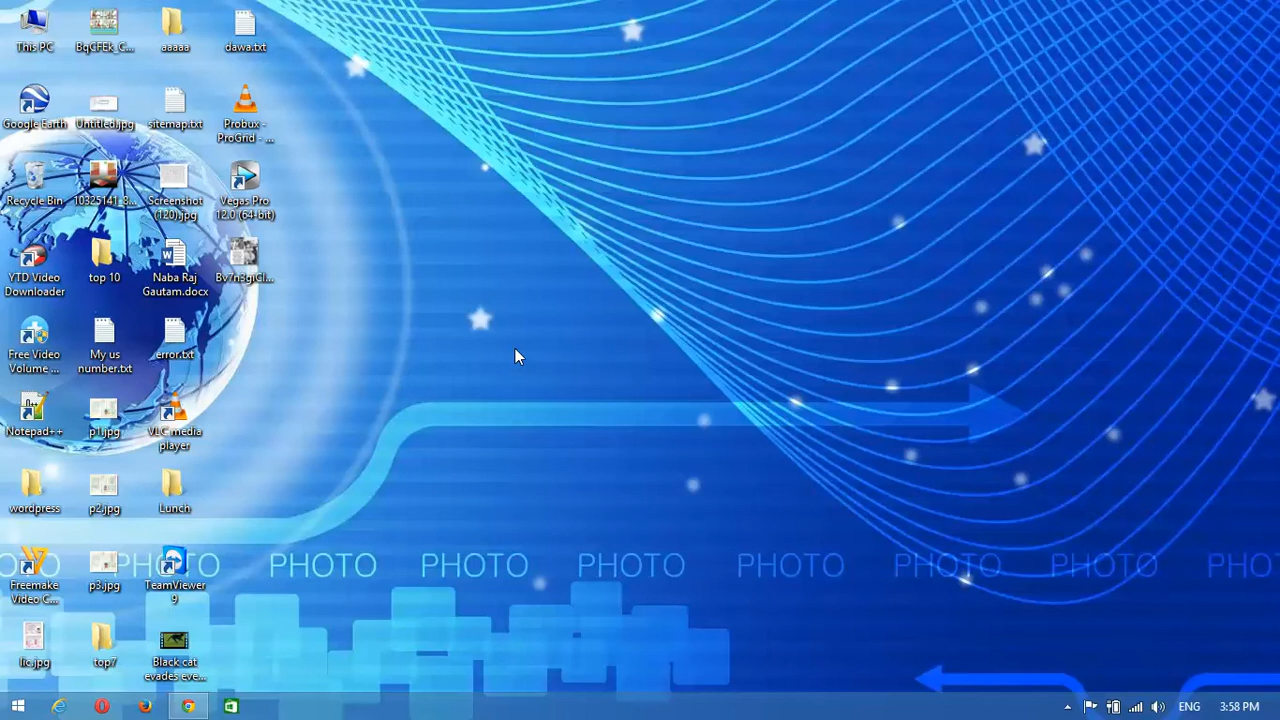 This PC
BqCFEk_C...
aaaaa
dawa.txt
Google Earth
Untitled.jpg
sitemap.txt
Probux -
ProGrid - ...
Recycle Bin
10325141_8...
Screenshot
(120).jpg
Vegas Pro
12.0 (64-bit)
YTD Video
Downloader
top 10
Naba Raj
Gautam.docx
Bv7n3giCI...
Free Video
Volume ...
My us
number.txt
error.txt
Notepad++
p1.jpg
VLC media
player
wordpress
p2.jpg
Lunch
PHOTO PHOTO PHOTO PHOTO PHOTO PHOTO PHOTO PHOTO
Freemake
Video C...
p3.jpg
TeamViewer
9
lic.jpg
top7
Black cat
evades eve...
ENG
3:58 PM